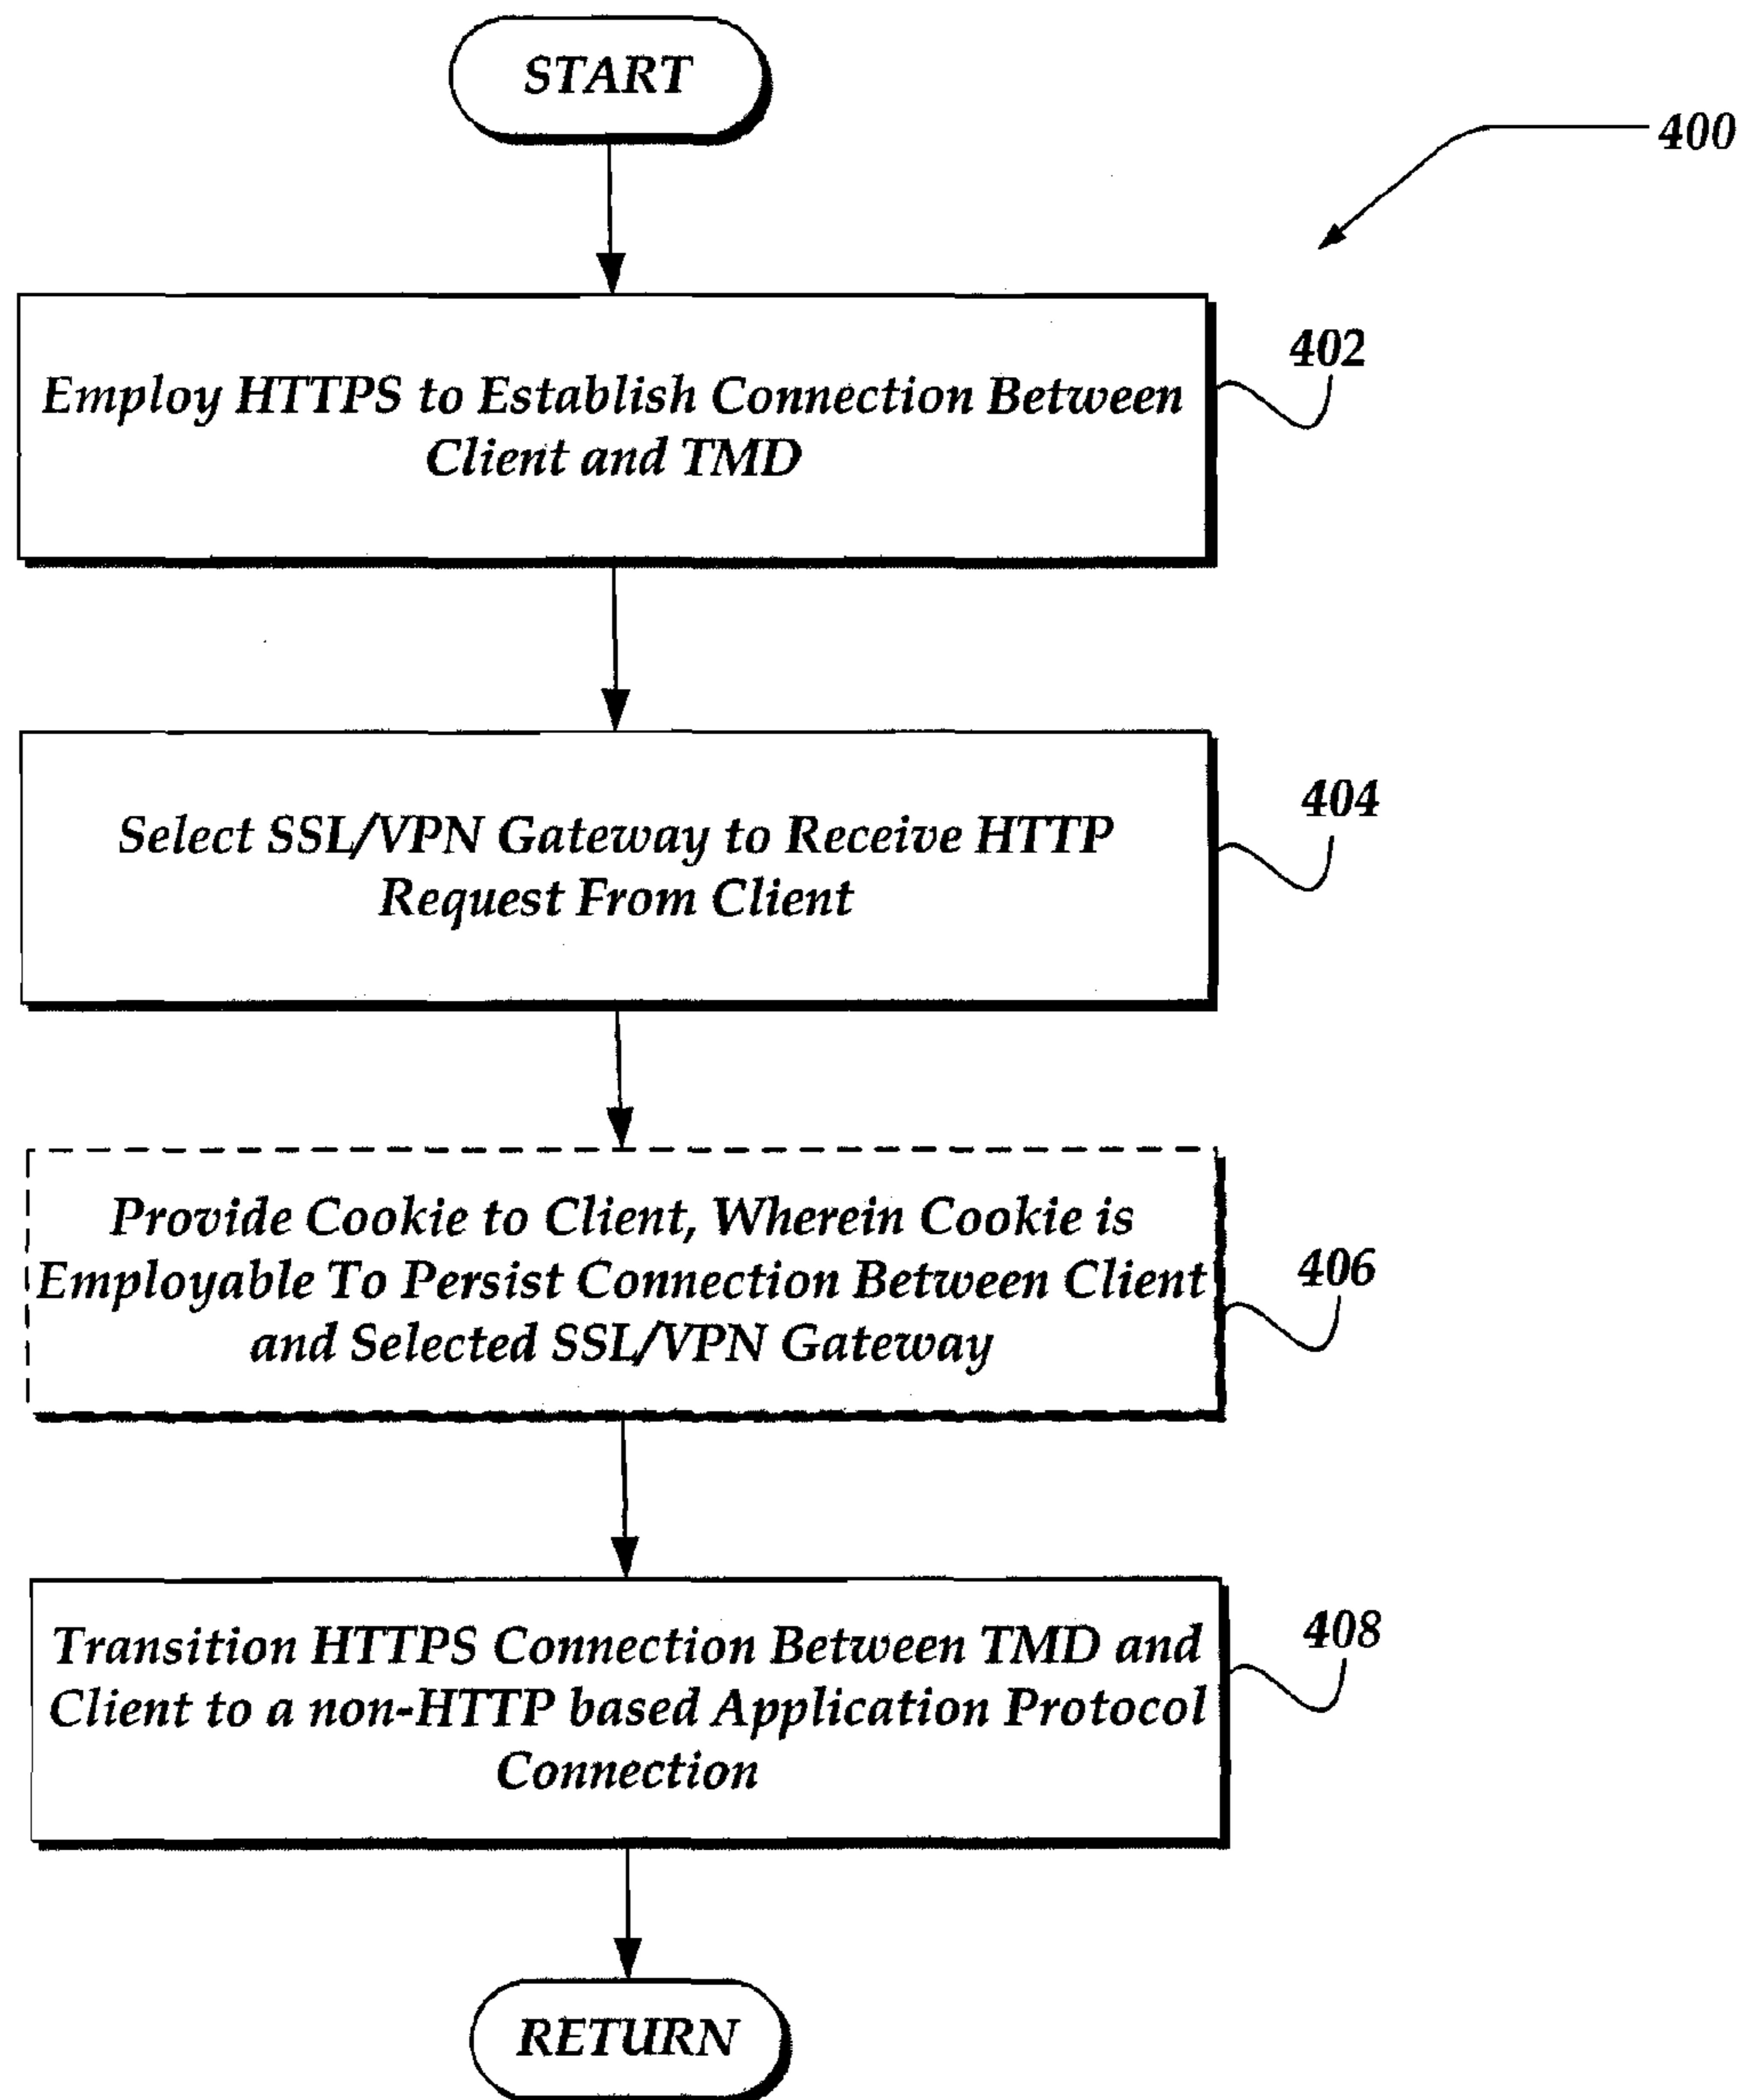 START
400
402
Employ HTTPS to Establish Connection Between
Client and TMD
404
Select SSL/VPN Gateway to Receive HTTP
Request From Client
Provide Cookie to Client, Wherein Cookie is
Employable To Persist Connection Between Client
and Selected SSL/VPN Gateway
406
Transition HTTPS Connection Between TMD and
Client to a non-HTTP based Application Protocol
Connection
408
RETURN